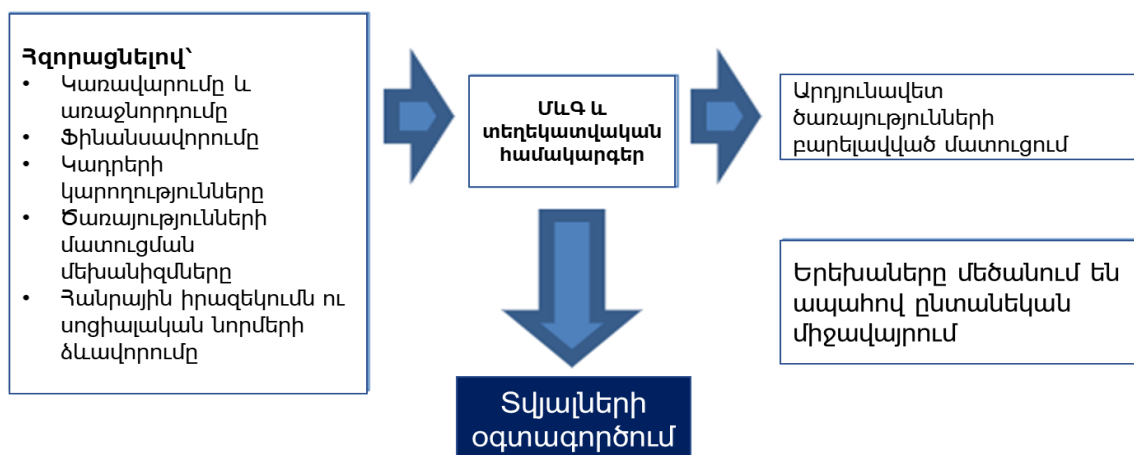 Հզորացնելով՝
• Կառավարումը և
առաջնորդումը
• Ֆինանսավորումը
• Կադրերի
կարողությունները
• Ծառայությունների
մատուցման
մեխանիզմները
• Հանրային իրազեկումն ու
սոցիալական նորմերի
ձևավորումը
ՄևԳ և
տեղեկատվական
համակարգեր
Արդյունավետ
ծառայությունների
բարելավված մատուցում
Երեխաները մեծանում են
ապահով ընտանեկան
միջավայրում
Տվյալների
օգտագործում